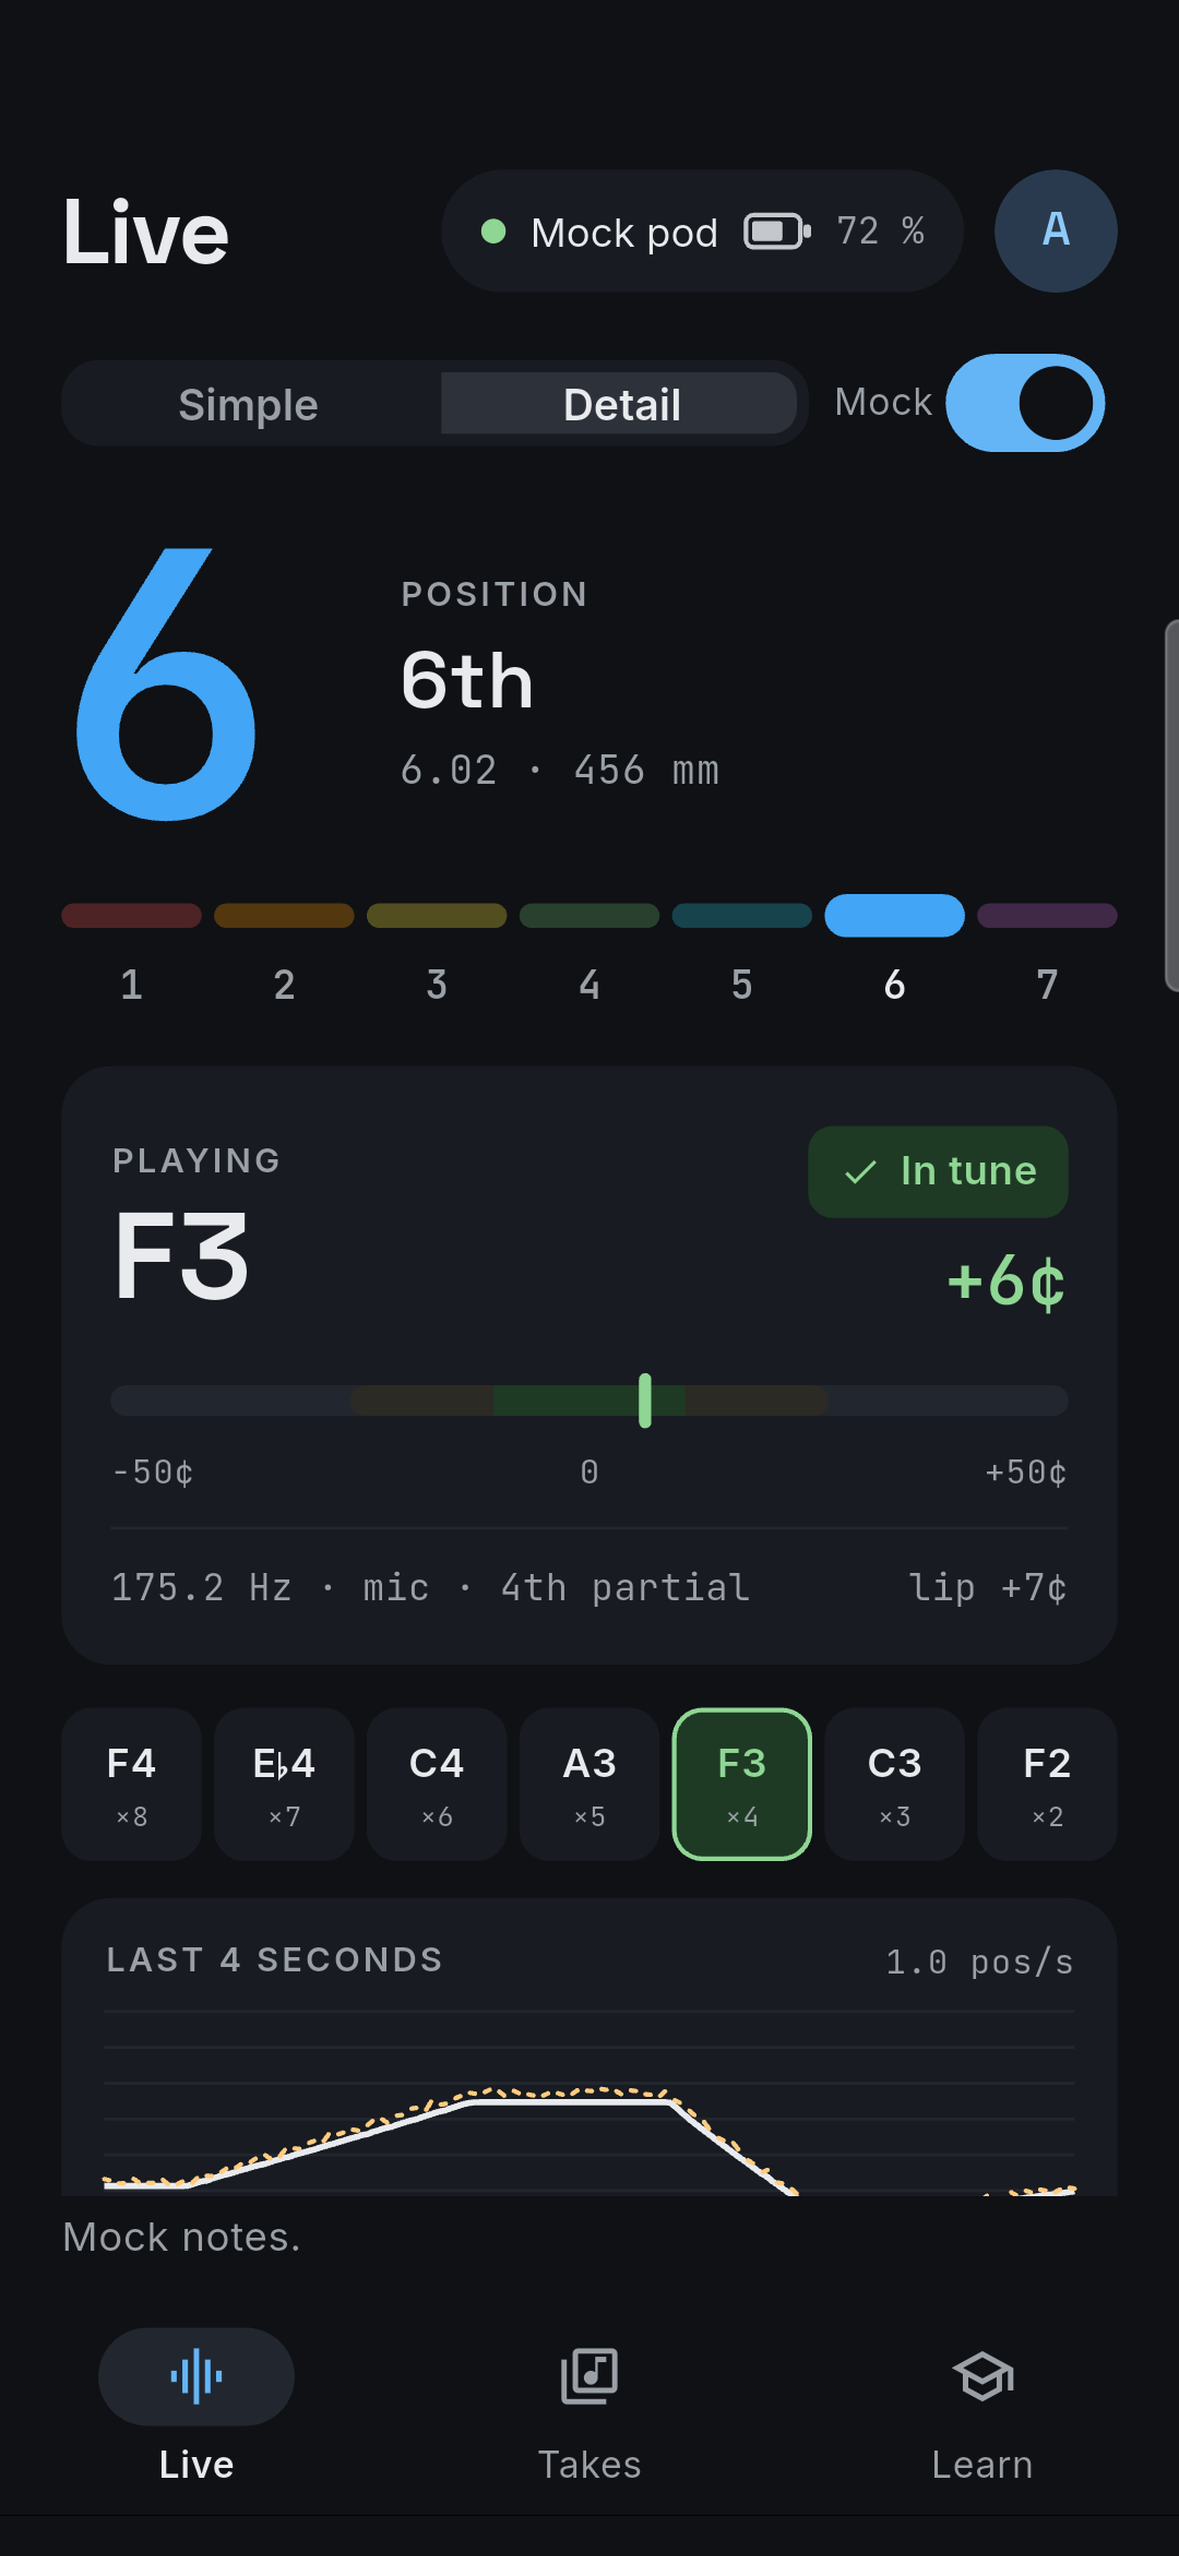 Live
Mock pod 72 %
A
Simple Detail Mock
6
POSITION
6th
6.02 · 456 mm
1 2 3 4 5 6 7
PLAYING
In tune
F3
+6¢
-50¢ 0 +50¢
175.2 Hz · mic · 4th partial lip +7¢
F4 E♭4 C4 A3 F3 C3 F2
×8 ×7 ×6 ×5 ×4 ×3 ×2
LAST 4 SECONDS 1.0 pos/s
Mock notes.
Live Takes Learn